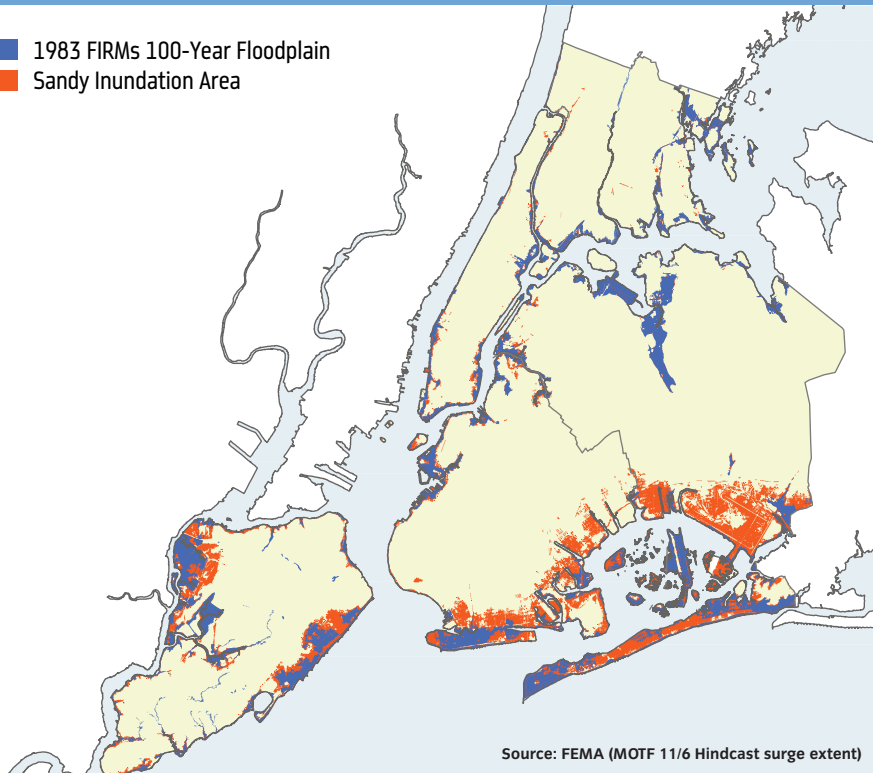 1983 FIRMs 100-Year Floodplain
Sandy Inundation Area
Source: FEMA (MOTF 11/6 Hindcast surge extent)